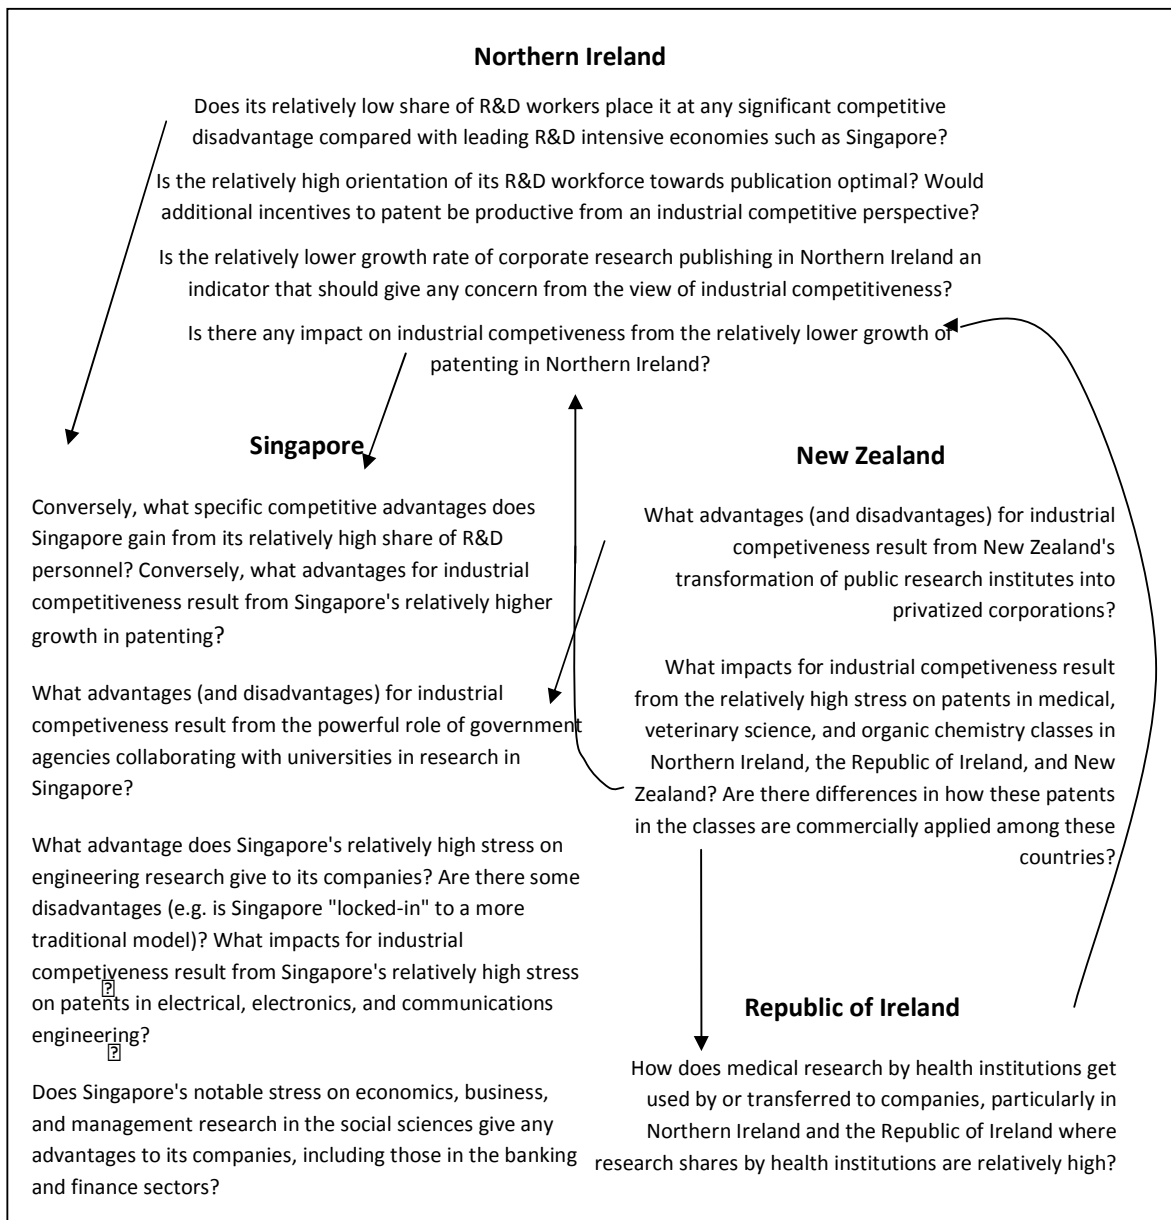 Northern Ireland
Does its relatively low share of R&D workers place it at any significant competitive
disadvantage compared with leading R&D intensive economies such as Singapore?
Is the relatively high orientation of its R&D workforce towards publication optimal? Would
additional incentives to patent be productive from an industrial competitive perspective?
Is the relatively lower growth rate of corporate research publishing in Northern Ireland an
indicator that should give any concern from the view of industrial competitiveness?
Is there any impact on industrial competiveness from the relatively lower growth of
patenting in Northern Ireland?
Singapore
Conversely, what specific competitive advantages does
Singapore gain from its relatively high share of R&D
personnel? Conversely, what advantages for industrial
competitiveness result from Singapore's relatively higher
growth in patenting?
What advantages (and disadvantages) for industrial
competiveness result from the powerful role of government
agencies collaborating with universities in research in
Singapore?
What advantage does Singapore's relatively high stress on
engineering research give to its companies? Are there some
disadvantages (e.g. is Singapore "locked-in" to a more
traditional model)? What impacts for industrial
competiveness result from Singapore's relatively high stress
on patents in electrical, electronics, and communications
engineering?
Does Singapore's notable stress on economics, business,
and management research in the social sciences give any
advantages to its companies, including those in the banking
and finance sectors?
New Zealand
What advantages (and disadvantages) for industrial
competiveness result from New Zealand's
transformation of public research institutes into
privatized corporations?
What impacts for industrial competiveness result
from the relatively high stress on patents in medical,
veterinary science, and organic chemistry classes in
Northern Ireland, the Republic of Ireland, and New
Zealand? Are there differences in how these patents
in the classes are commercially applied among these
countries?
Republic of Ireland
How does medical research by health institutions get
used by or transferred to companies, particularly in
Northern Ireland and the Republic of Ireland where
research shares by health institutions are relatively high?